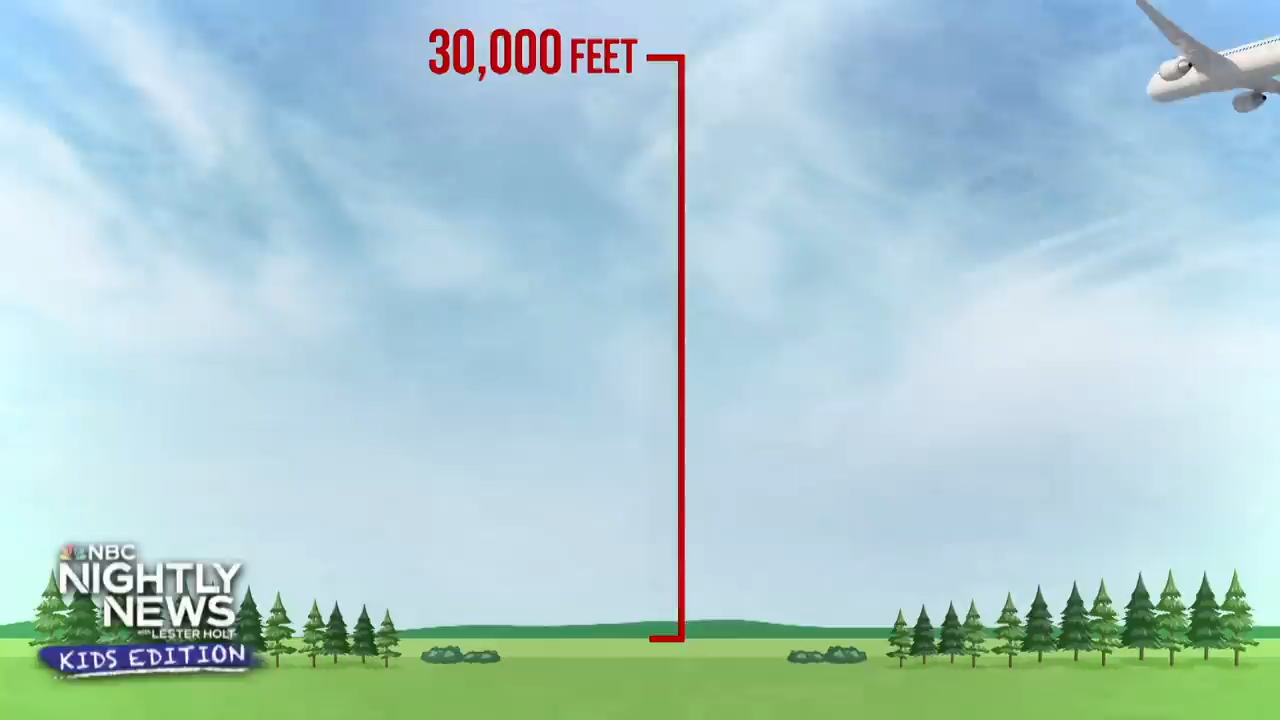 30,000 FEET
NBC
NIGHTLY
NEWS
with LESTER HOLT
KIDS EDITION